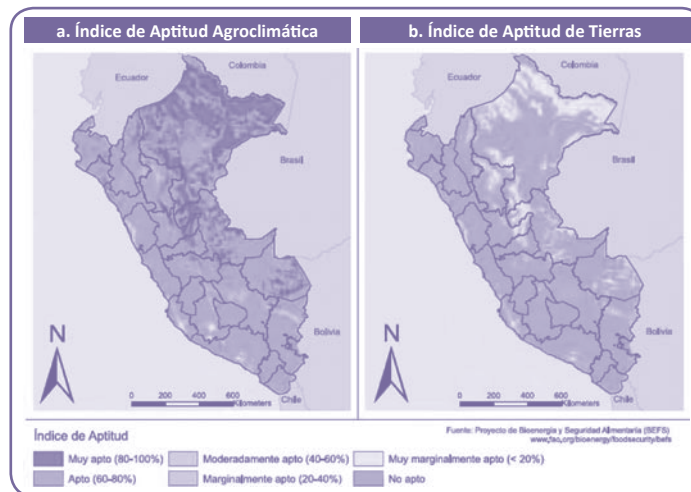 a. Índice de Aptitud Agroclimática
b. Índice de Aptitud de Tierras
Ecuador
Colombia
Brasil
Bolivia
Chile
N
0 200 400 600
Kilometers
Ecuador
Colombia
Brasil
Bolivia
Chile
N
0 200 400 600
Kilometers
Índice de Aptitud
Fuente: Proyecto de Bioenergía y Seguridad Alimentaria (BEFS)
www.fao.org/bioenergy/foodsecurity/befs
Muy apto (80-100%)
Moderadamente apto (40-60%)
Muy marginalmente apto (< 20%)
Apto (60-80%)
Marginalmente apto (20-40%)
No apto